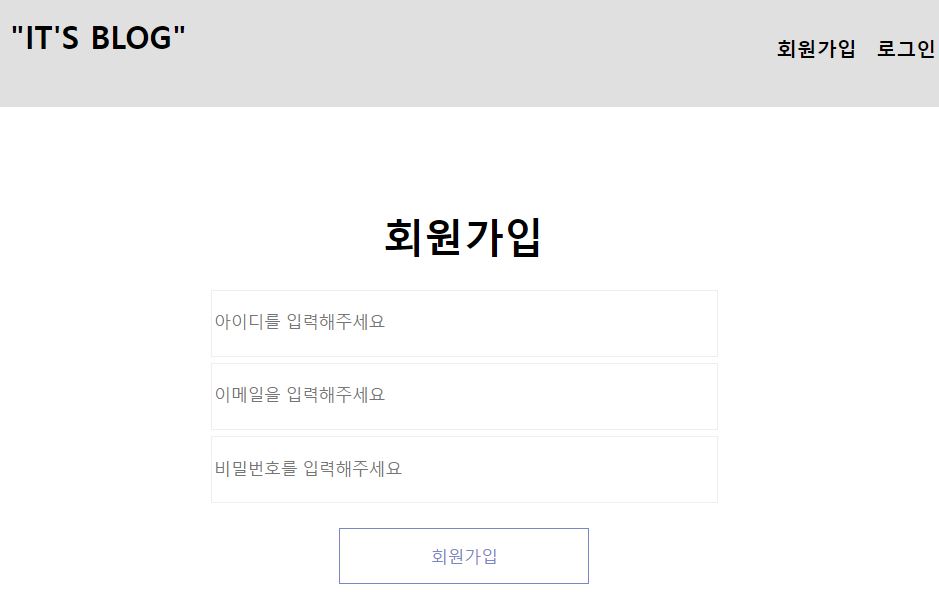 "IT'S BLOG"
회원가입 로그인
회원가입
아이디를 입력해주세요
이메일을 입력해주세요
비밀번호를 입력해주세요
회원가입